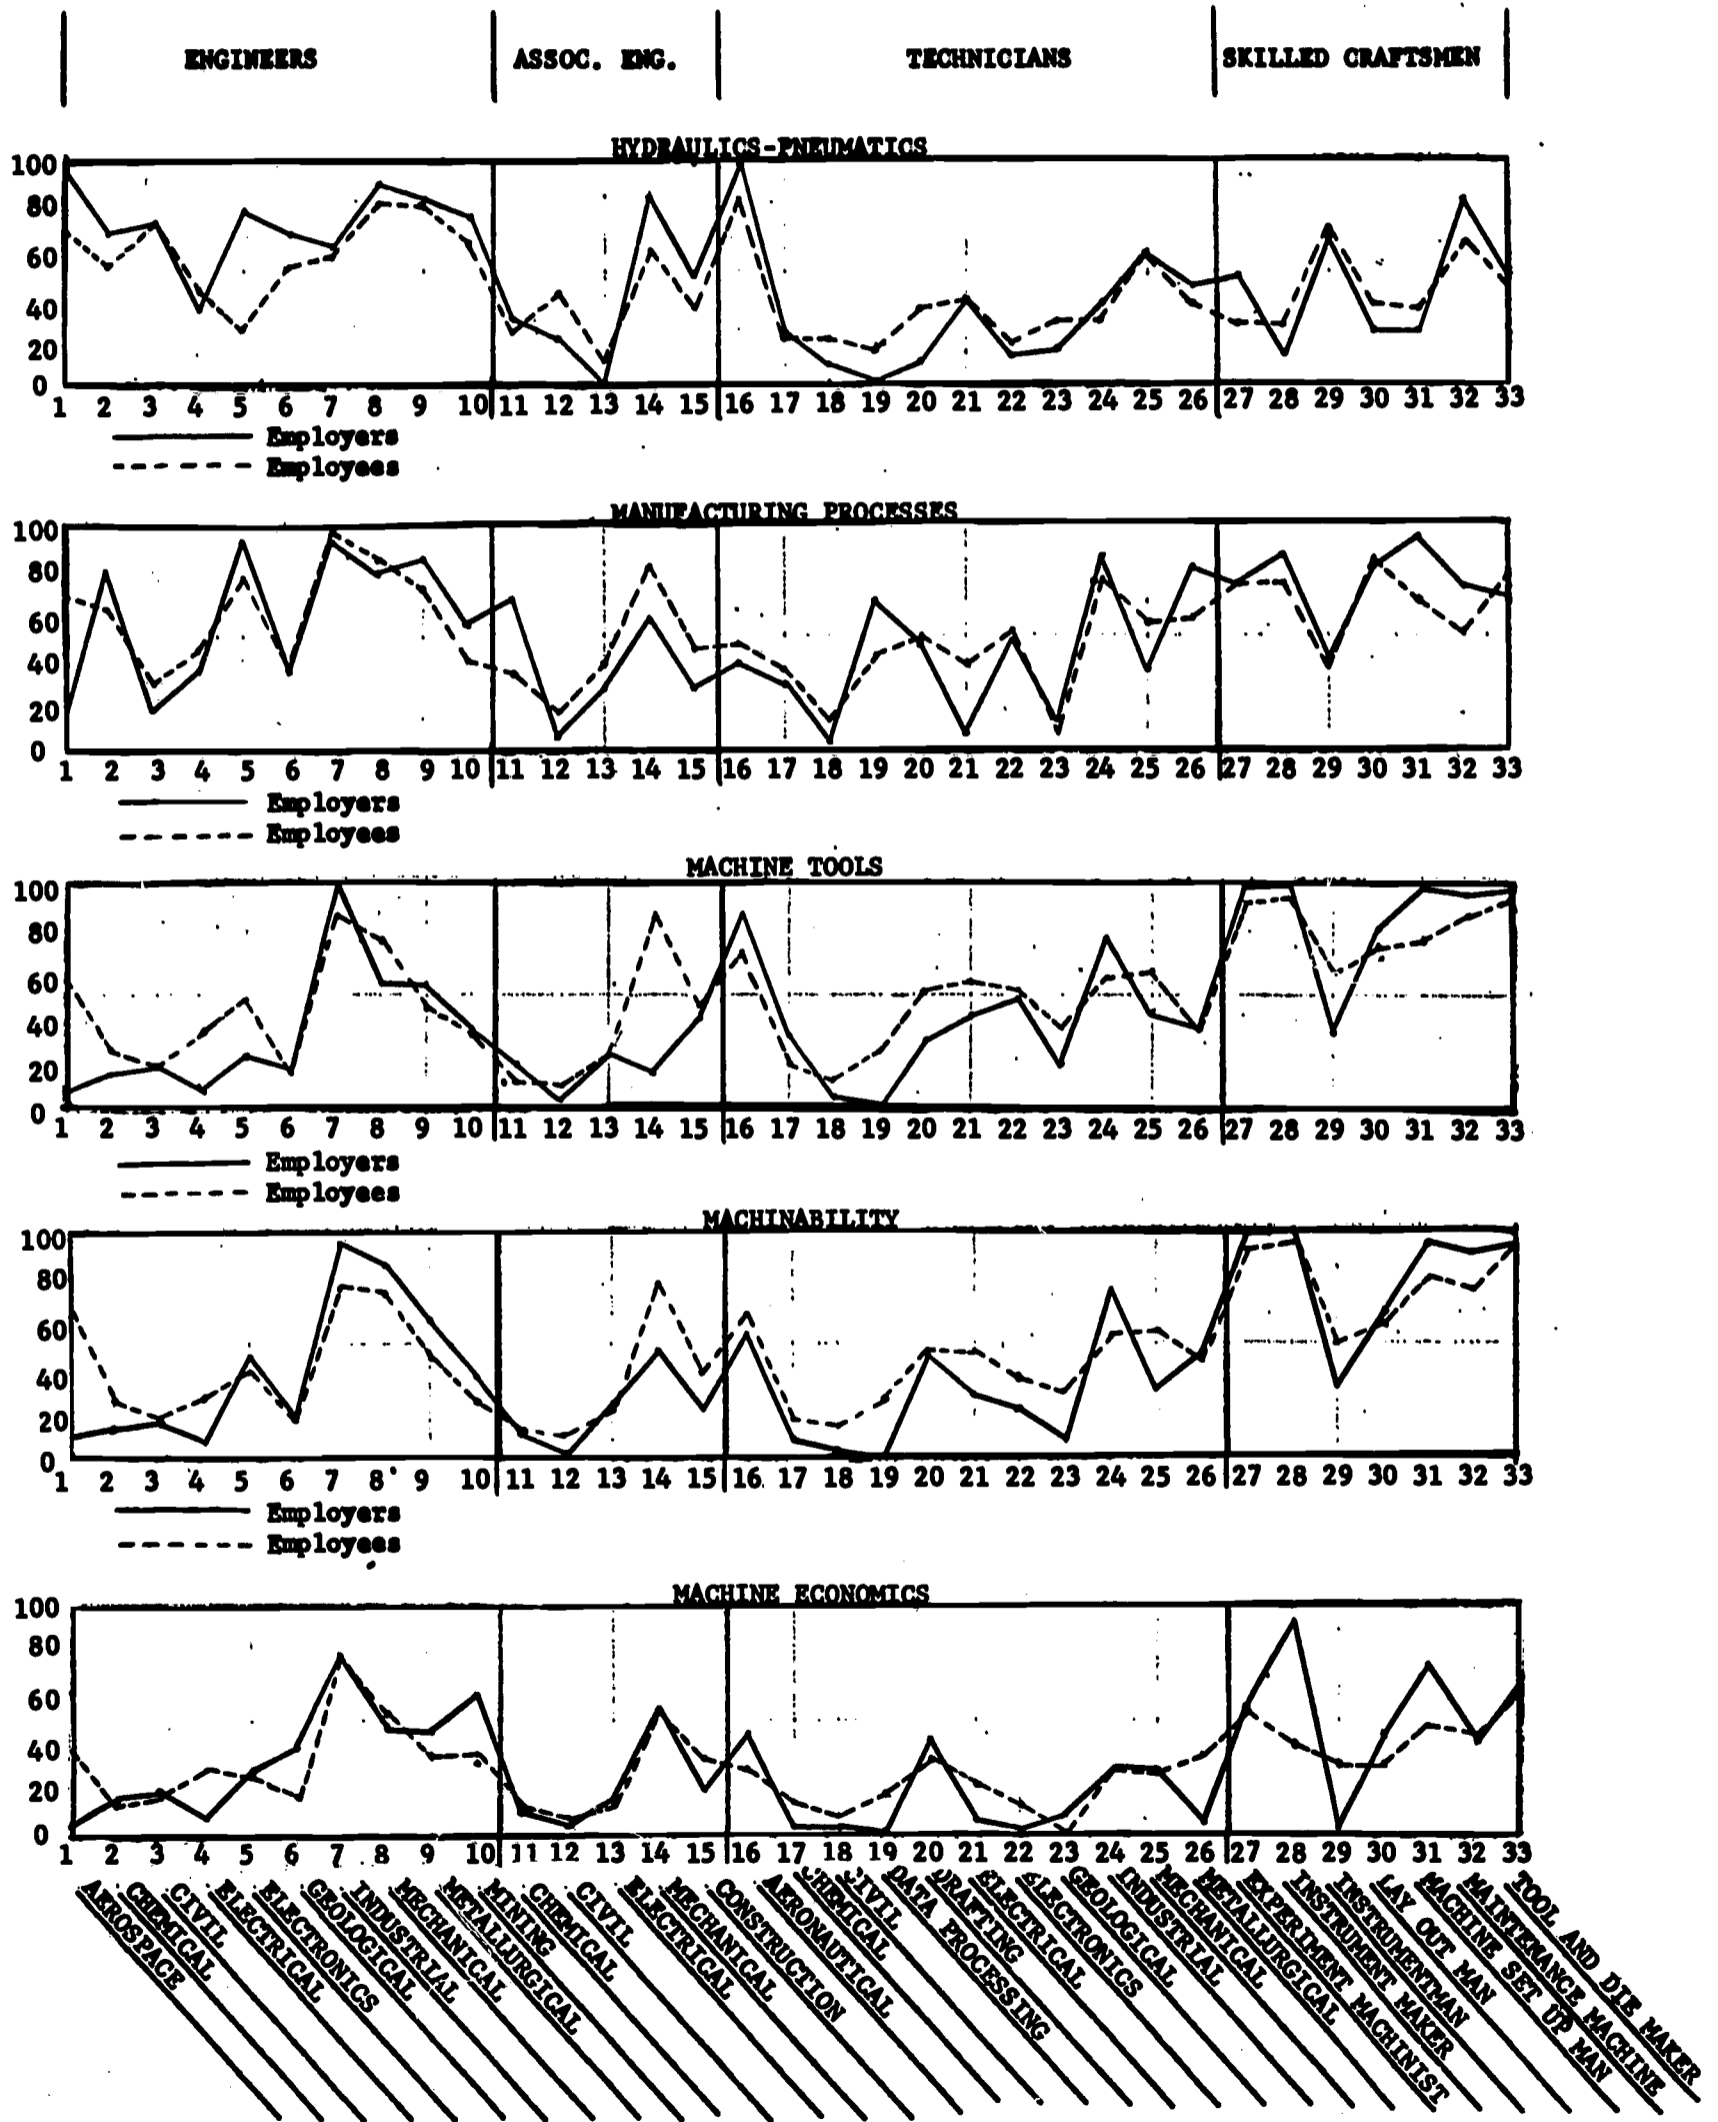 ENGINEERS ASSOC. ENG. TECHNICIANS SKILLED CRAFTSMEN
HYDRAULICS-PNEUMATICS
100
80
60
40
20
0
1 2 3 4 5 6 7 8 9 10 11 12 13 14 15 16 17 18 19 20 21 22 23 24 25 26 27 28 29 30 31 32 33
Employers
Employees
MANUFACTURING PROCESSES
100
80
60
40
20
0
1 2 3 4 5 6 7 8 9 10 11 12 13 14 15 16 17 18 19 20 21 22 23 24 25 26 27 28 29 30 31 32 33
Employers
Employees
MACHINE TOOLS
100
80
60
40
20
0
1 2 3 4 5 6 7 8 9 10 11 12 13 14 15 16 17 18 19 20 21 22 23 24 25 26 27 28 29 30 31 32 33
Employers
Employees
MACHINABILITY
100
80
60
40
20
0
1 2 3 4 5 6 7 8 9 10 11 12 13 14 15 16 17 18 19 20 21 22 23 24 25 26 27 28 29 30 31 32 33
Employers
Employees
MACHINE ECONOMICS
100
80
60
40
20
0
1 2 3 4 5 6 7 8 9 10 11 12 13 14 15 16 17 18 19 20 21 22 23 24 25 26 27 28 29 30 31 32 33
AEROSPACE
CHEMICAL
CIVIL
ELECTRICAL
ELECTRONICS
GEOLOGICAL
INDUSTRIAL
MECHANICAL
METALLURGICAL
MINING
CHEMICAL
CIVIL
ELECTRICAL
MECHANICAL
CONSTRUCTION
AERONAUTICAL
CHEMICAL
CIVIL
DATA PROCESSING
DRAFTING
ELECTRICAL
ELECTRONICS
GEOLOGICAL
INDUSTRIAL
MECHANICAL
METALLURGICAL
EXPERIMENT MACHINIST
INSTRUMENT MAKER
INSTRUMENTMAN
LAY OUT MAN
MACHINE SET UP MAN
MAINTENANCE MACHINE
TOOL AND DIE MAKER